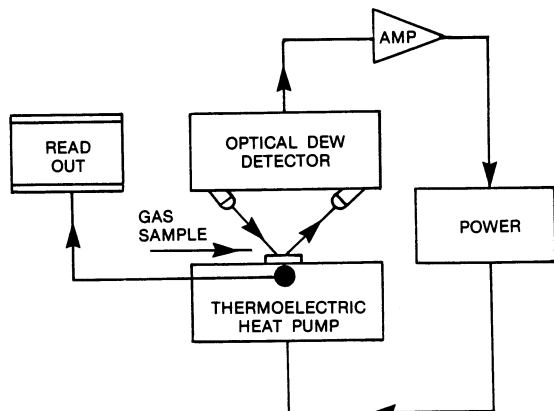 AMP
READ
OUT
OPTICAL DEW
DETECTOR
GAS
SAMPLE
POWER
THERMOELECTRIC
HEAT PUMP